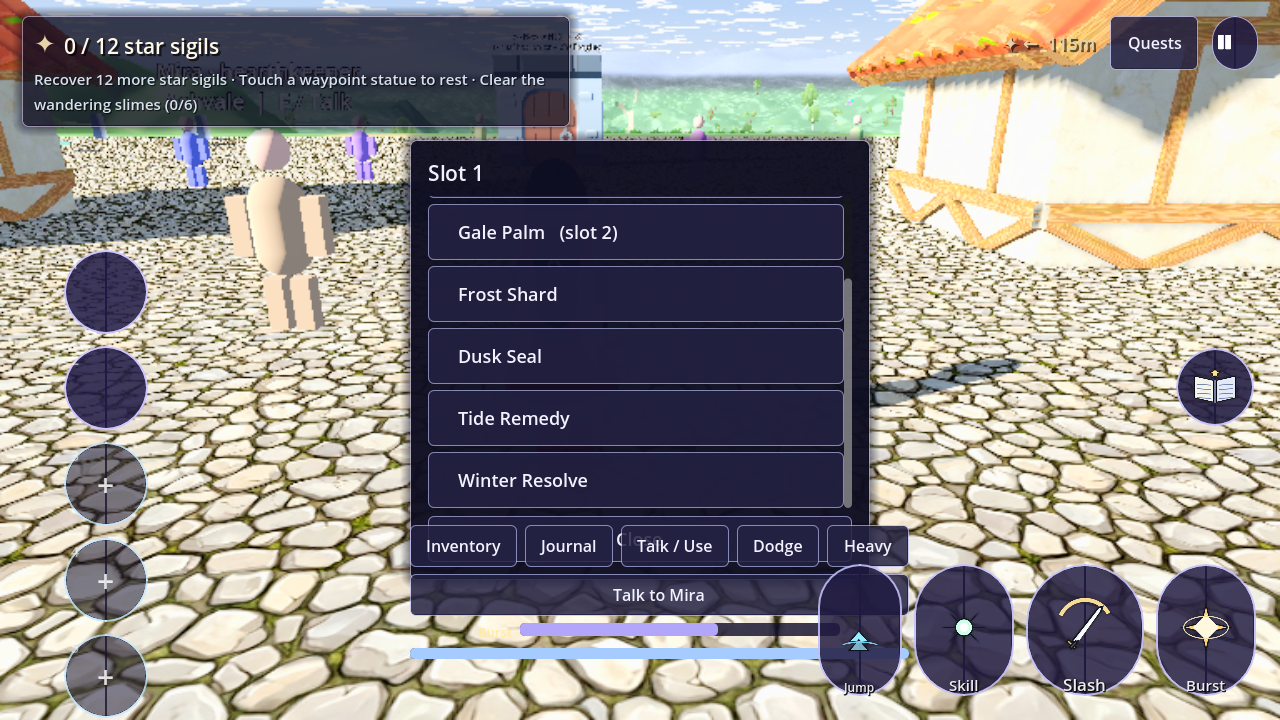 0 / 12 star sigils
Recover 12 more star sigils · Touch a waypoint statue to rest · Clear the
wandering slimes (0/6)
← 115m
Quests
Slot 1
Gale Palm (slot 2)
Frost Shard
Dusk Seal
Tide Remedy
Winter Resolve
Close
Inventory
Journal
Talk / Use
Dodge
Heavy
Talk to Mira
Burst
Jump
Skill
Slash
Burst